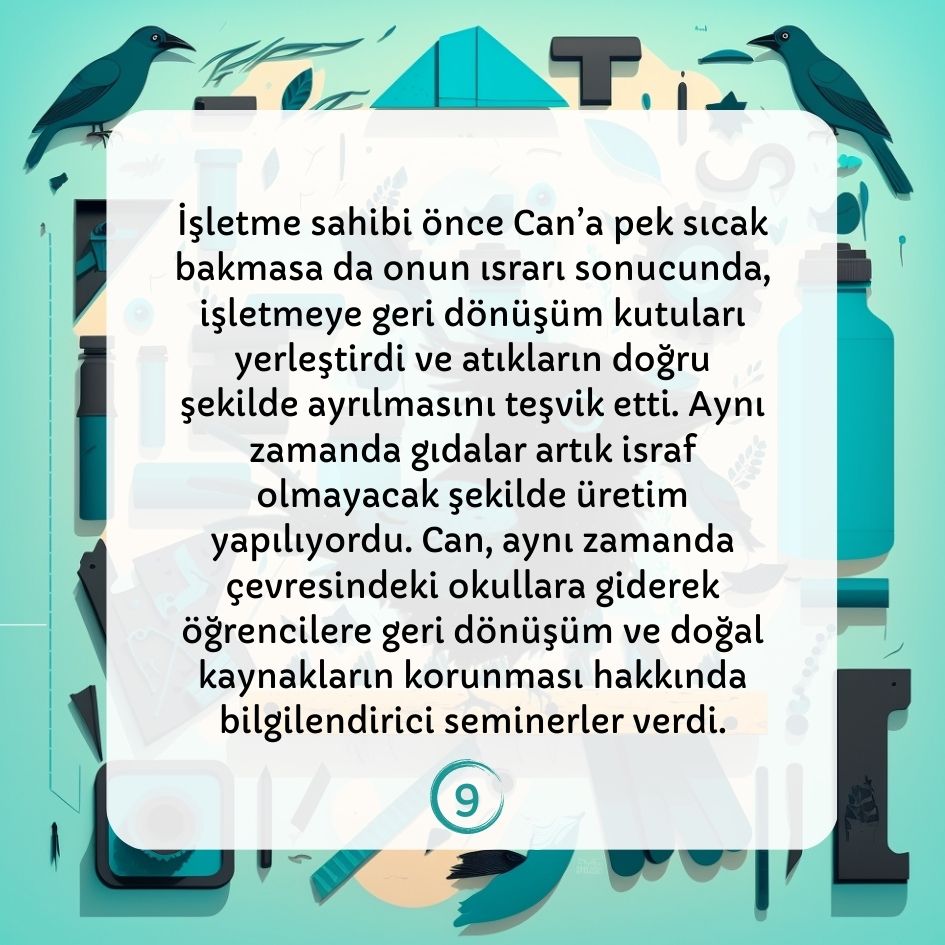 İşletme sahibi önce Can’a pek sıcak
bakmasa da onun ısrarı sonucunda,
işletmeye geri dönüşüm kutuları
yerleştirdi ve atıkların doğru
şekilde ayrılmasını teşvik etti. Aynı
zamanda gıdalar artık israf
olmayacak şekilde üretim
yapılıyordu. Can, aynı zamanda
çevresindeki okullara giderek
öğrencilere geri dönüşüm ve doğal
kaynakların korunması hakkında
bilgilendirici seminerler verdi.
9